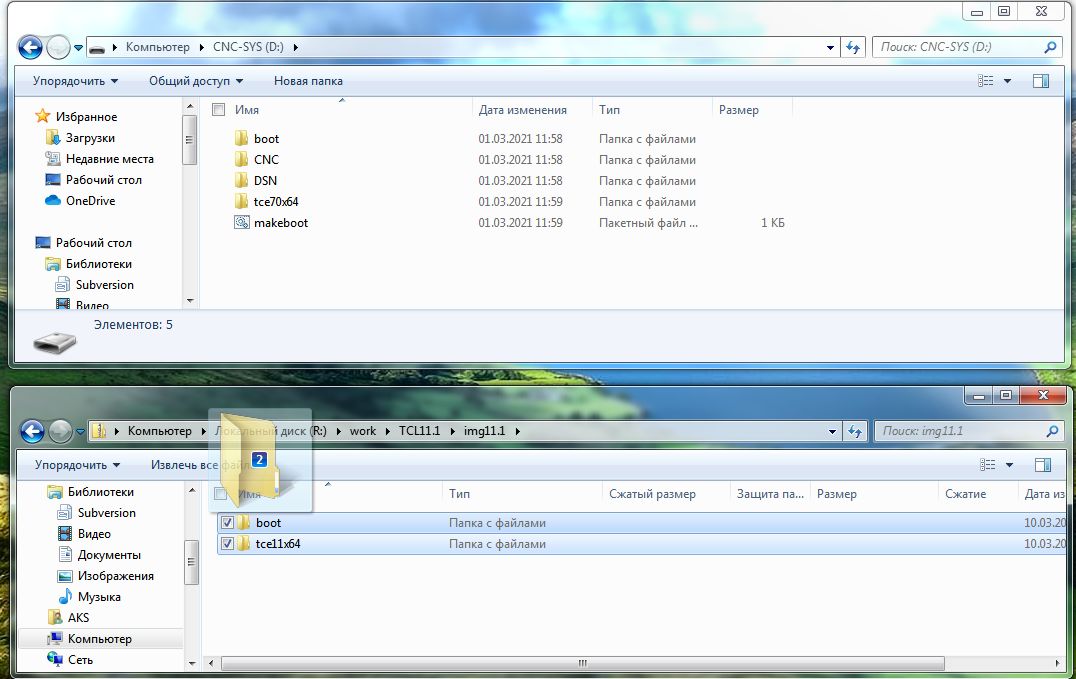 Компьютер CNC-SYS (D:) Поиск: CNC-SYS (D:)
Упорядочить Общий доступ Новая папка
Избранное
Загрузки
Недавние места
Рабочий стол
OneDrive
Рабочий стол
Библиотеки
Subversion
Видео
Имя Дата изменения Тип Размер
boot 01.03.2021 11:58 Папка с файлами
CNC 01.03.2021 11:58 Папка с файлами
DSN 01.03.2021 11:58 Папка с файлами
tce70x64 01.03.2021 11:59 Папка с файлами
makeboot 01.03.2021 11:59 Пакетный файл ... 1 КБ
Элементов: 5
Компьютер Локальный диск (R:) work TCL11.1 img11.1 Поиск: img11.1
Упорядочить Извлечь все файлы
2
Библиотеки
Subversion
Видео
Документы
Изображения
Музыка
AKS
Компьютер
Сеть
Имя Тип Сжатый размер Защита па... Размер Сжатие Дата из
boot Папка с файлами 10.03.20
tce11x64 Папка с файлами 10.03.20